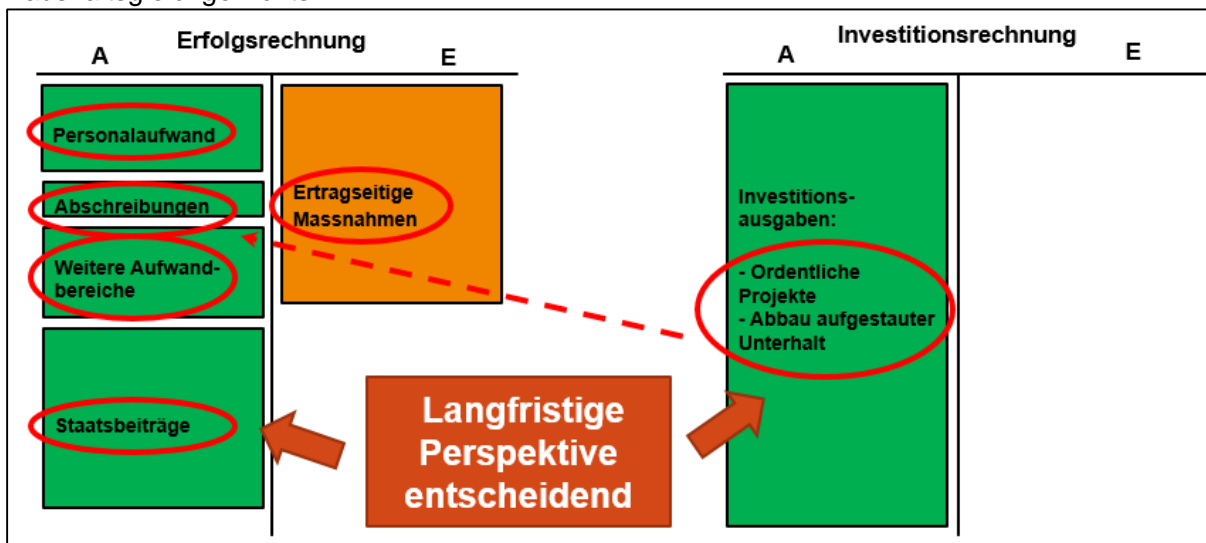 Erfolgsrechnung
A
E
Personalaufwand
Abschreibungen
Weitere Aufwand-
bereiche
Staatsbeiträge
Ertragseitige
Massnahmen
Langfristige
Perspektive
entscheidend
Investitionsrechnung
A
E
Investitions-
ausgaben:
- Ordentliche
Projekte
- Abbau aufgestauter
Unterhalt